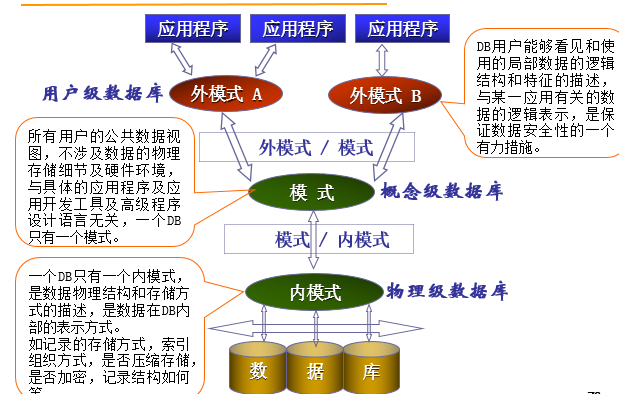 应用程序 应用程序 应用程序
用户级数据库
外模式 A
外模式 B
DB用户能够看见和使
用的局部数据的逻辑
结构和特征的描述，
与某一应用有关的数
据的逻辑表示，是保
证数据安全性的一个
有力措施。
所有用户的公共数据视
图，不涉及数据的物理
存储细节及硬件环境，
与具体的应用程序及应
用开发工具及高级程序
设计语言无关，一个DB
只有一个模式。
外模式 / 模式
模 式
概念级数据库
模式 / 内模式
一个DB只有一个内模式，
是数据物理结构和存储方
式的描述，是数据在DB内
部的表示方式。
如记录的存储方式，索引
组织方式，是否压缩存储，
是否加密，记录结构如何
内模式
物理级数据库
数 据 库